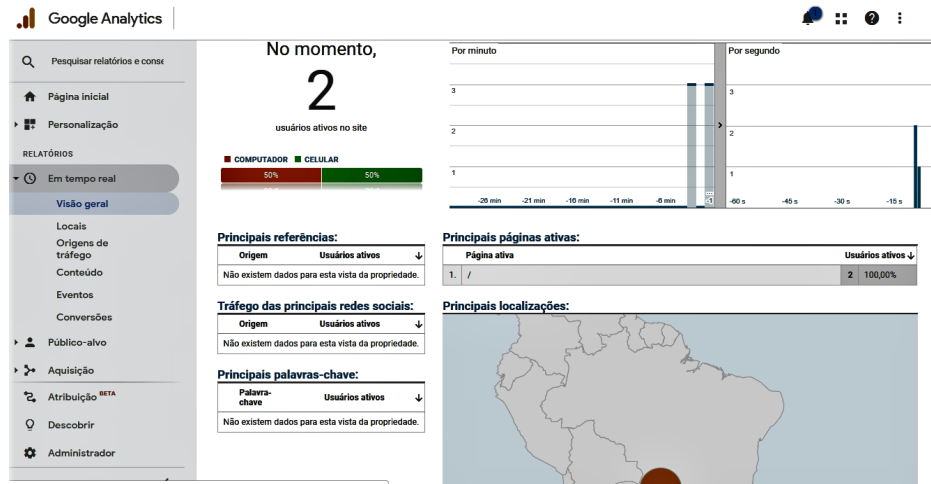 Google Analytics
Pesquisar relatórios e conse
Página inicial
Personalização
RELATÓRIOS
Em tempo real
Visão geral
Locais
Origens de
tráfego
Conteúdo
Eventos
Conversões
Público-alvo
Aquisição
Atribuição BETA
Descobrir
Administrador
No momento,
2
usuários ativos no site
COMPUTADOR CELULAR
50% 50%
Por minuto
3
2
1
-26 min -21 min -16 min -11 min -6 min -1
Por segundo
3
2
1
-60 s -45 s -30 s -15 s
Principais referências:
Origem Usuários ativos
Não existem dados para esta vista da propriedade.
Tráfego das principais redes sociais:
Origem Usuários ativos
Não existem dados para esta vista da propriedade.
Principais palavras-chave:
Palavra-
chave Usuários ativos
Não existem dados para esta vista da propriedade.
Principais páginas ativas:
Página ativa Usuários ativos
1. / 2 100,00%
Principais localizações: